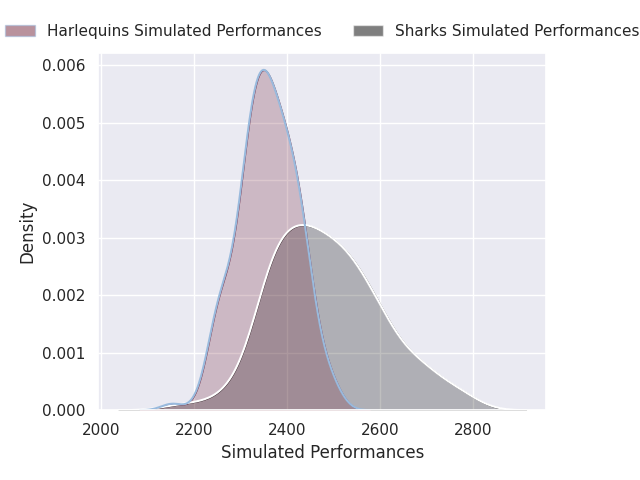 Harlequins Simulated Performances Sharks Simulated Performances
0.006
0.005
0.004
0.003
0.002
0.001
0.000
Density
2000 2200 2400 2600 2800
Simulated Performances